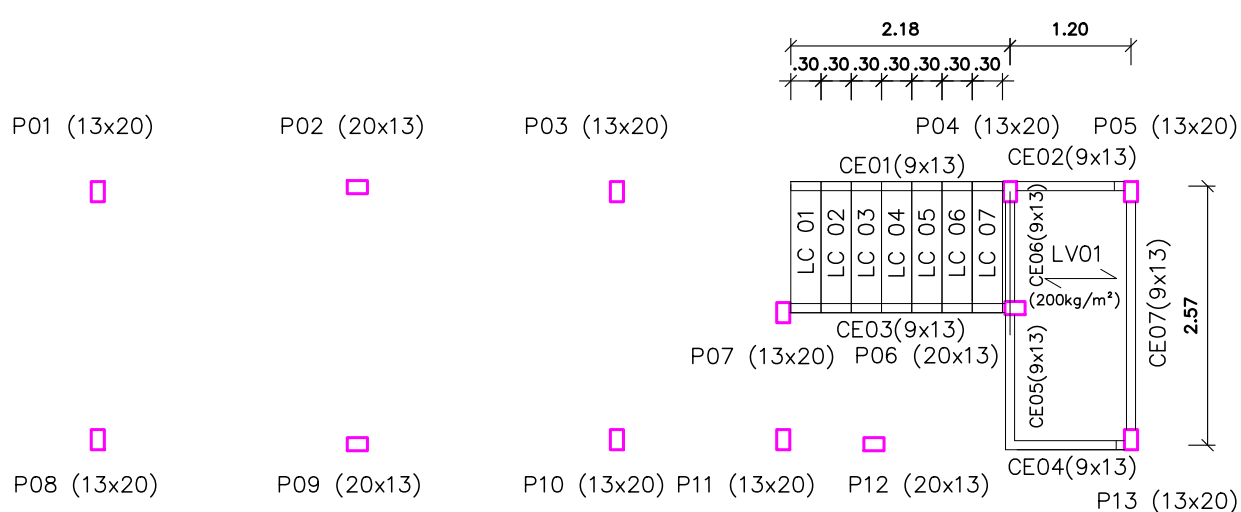 2.18
1.20
.30 .30 .30 .30 .30 .30 .30
P01 (13x20)
P02 (20x13)
P03 (13x20)
P04 (13x20)
P05 (13x20)
CE01(9x13)
CE02(9x13)
LC 01
LC 02
LC 03
LC 04
LC 05
LC 06
LC 07
CE06(9x13)
LV01
(200kg/m²)
CE07(9x13)
2.57
CE03(9x13)
P07 (13x20)
P06 (20x13)
CE05(9x13)
CE04(9x13)
P08 (13x20)
P09 (20x13)
P10 (13x20)
P11 (13x20)
P12 (20x13)
P13 (13x20)